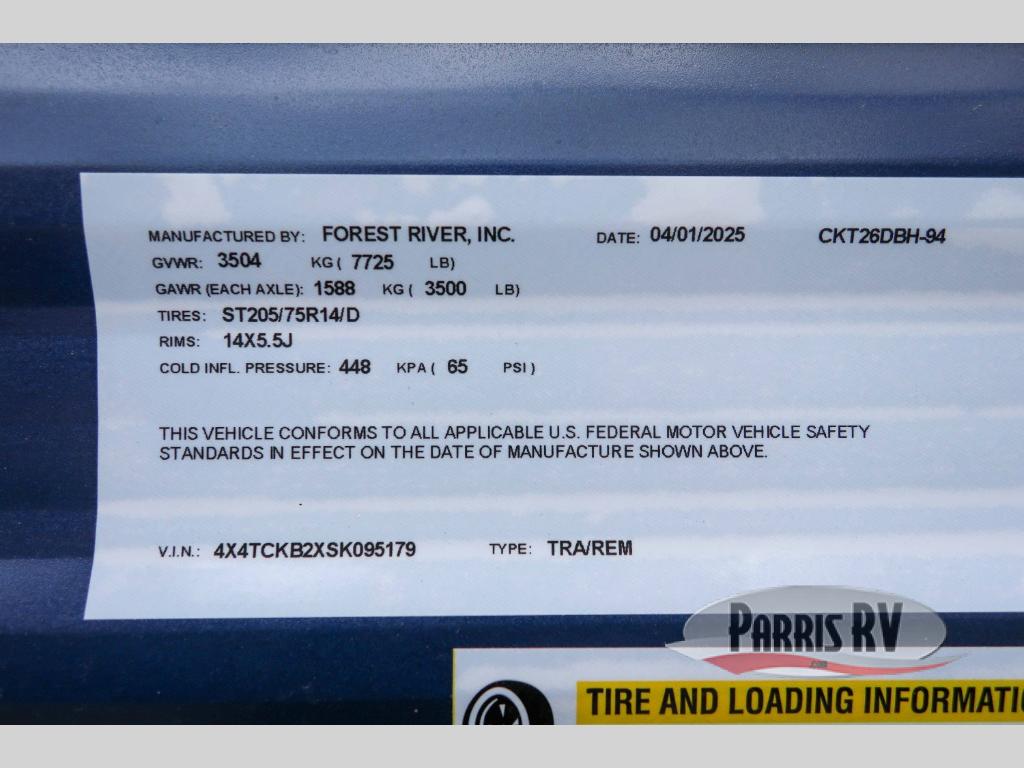 MANUFACTURED BY: FOREST RIVER, INC. DATE: 04/01/2025 CKT26DBH-94
GVWR: 3504 KG ( 7725 LB)
GAWR (EACH AXLE): 1588 KG ( 3500 LB)
TIRES: ST205/75R14/D
RIMS: 14X5.5J
COLD INFL. PRESSURE: 448 KPA ( 65 PSI )
THIS VEHICLE CONFORMS TO ALL APPLICABLE U.S. FEDERAL MOTOR VEHICLE SAFETY
STANDARDS IN EFFECT ON THE DATE OF MANUFACTURE SHOWN ABOVE.
V.I.N.: 4X4TCKB2XSK095179 TYPE: TRA/REM
PARRIS RV
.com
TIRE AND LOADING INFORMATI